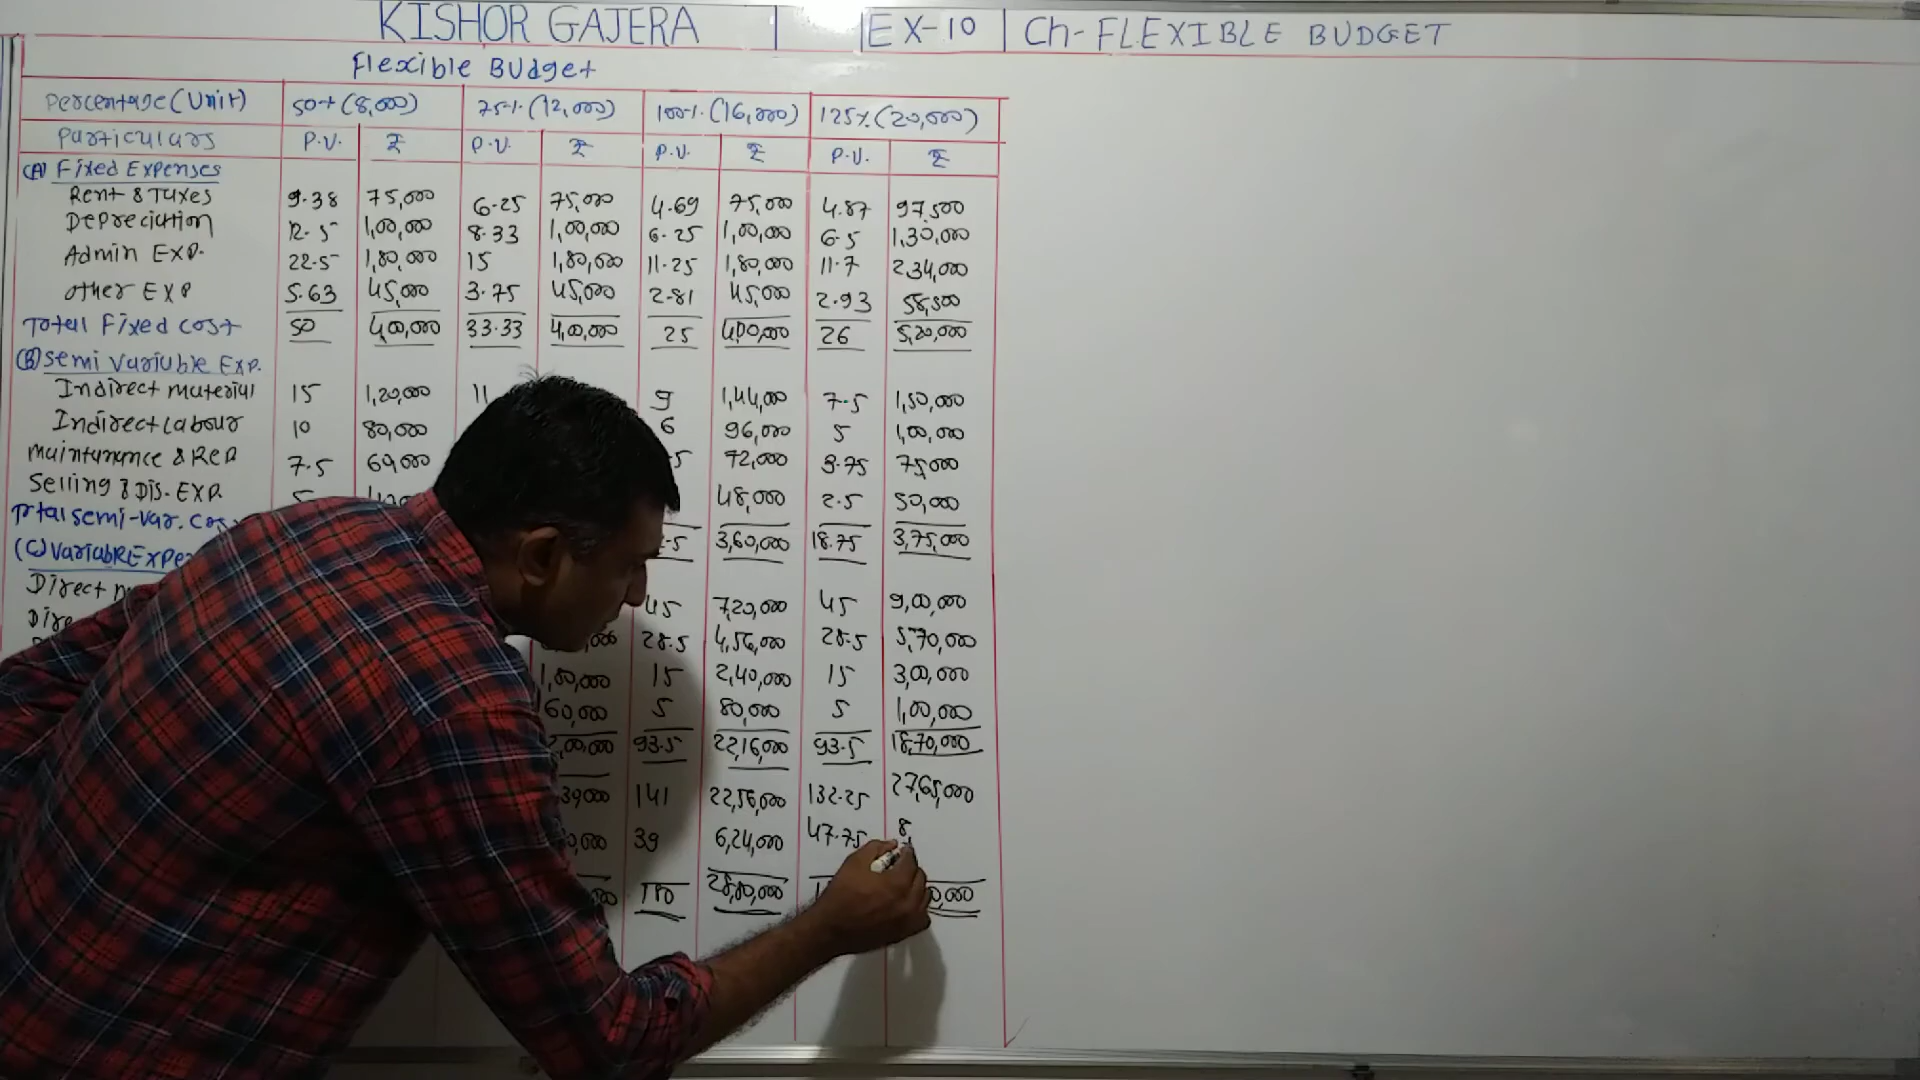 KISHOR GAJERA | EX-10 | Ch- FLEXIBLE BUDGET
Flexible Budget
Percentage (Unit) 50% (8,000) 75% (12,000) 100% (16,000) 125% (20,000)
Particulars P.U. ₹ P.U. ₹ P.U. ₹ P.U. ₹
(A) Fixed Expenses
Rent & Taxes 9.38 75,000 6.25 75,000 4.69 75,000 4.87 97,500
Depreciation 12.5 1,00,000 8.33 1,00,000 6.25 1,00,000 6.5 1,30,000
Admin Exp. 22.5 1,80,000 15 1,80,000 11.25 1,80,000 11.7 2,34,000
Other Exp 5.63 45,000 3.75 45,000 2.81 45,000 2.93 58,500
Total Fixed Cost 50 4,00,000 33.33 4,00,000 25 4,00,000 26 5,20,000
(B) Semi Variable Exp.
Indirect material 15 1,20,000 11 9 1,44,000 7.5 1,50,000
Indirect Labour 10 80,000 6 96,000 5 1,00,000
Maintanance & Rep 7.5 72,000 3.75 75,000
Selling & Dis. Exp. 5 48,000 2.5 50,000
Total semi-var. 3,60,000 18.75 3,75,000
(C) Variable
Direct 45 7,20,000 45 9,00,000
28.5 4,56,000 28.5 5,70,000
1,80,000 15 2,40,000 15 3,00,000
60,000 5 80,000 5 1,00,000
93.5 22,16,000 93.5 18,70,000
39,000 141 22,56,000 132.25 27,65,000
39 6,24,000 47.75 8,
180 28,80,000